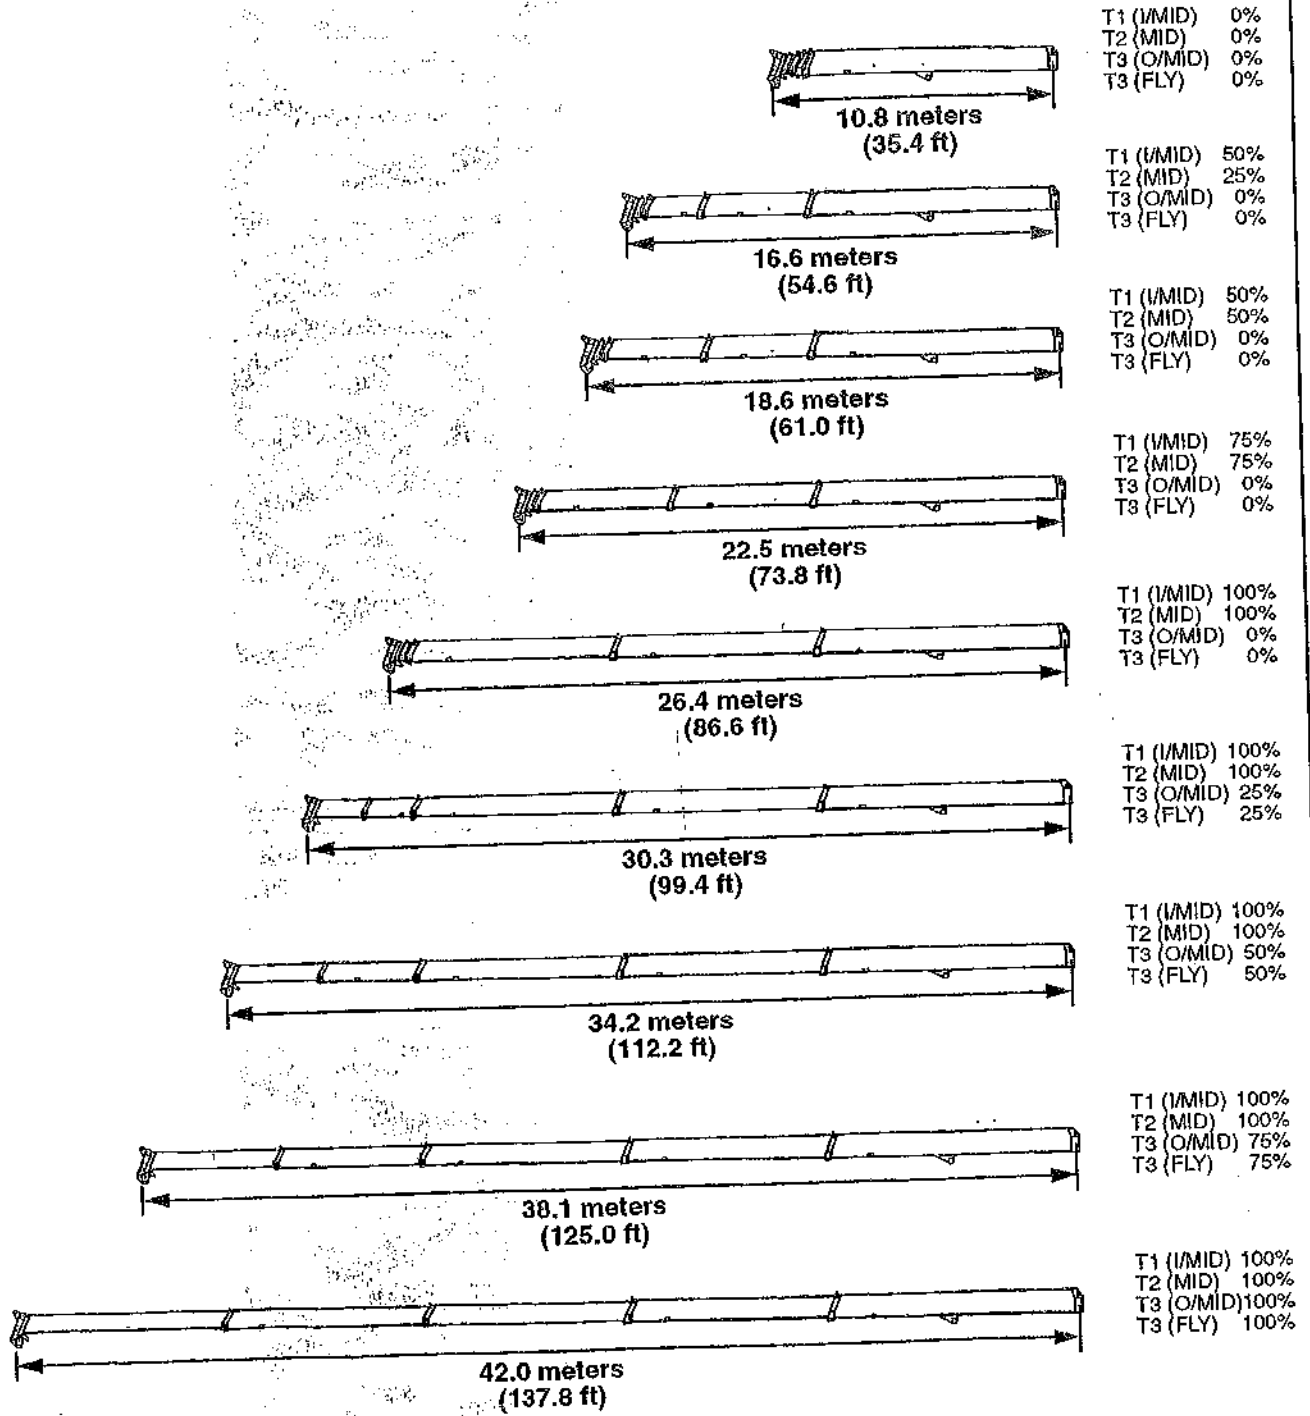 T1 (I/MID) 0%
T2 (MID) 0%
T3 (O/MID) 0%
T3 (FLY) 0%
10.8 meters
(35.4 ft)
T1 (I/MID) 50%
T2 (MID) 25%
T3 (O/MID) 0%
T3 (FLY) 0%
16.6 meters
(54.6 ft)
T1 (I/MID) 50%
T2 (MID) 50%
T3 (O/MID) 0%
T3 (FLY) 0%
18.6 meters
(61.0 ft)
T1 (I/MID) 75%
T2 (MID) 75%
T3 (O/MID) 0%
T3 (FLY) 0%
22.5 meters
(73.8 ft)
T1 (I/MID) 100%
T2 (MID) 100%
T3 (O/MID) 0%
T3 (FLY) 0%
26.4 meters
(86.6 ft)
T1 (I/MID) 100%
T2 (MID) 100%
T3 (O/MID) 25%
T3 (FLY) 25%
30.3 meters
(99.4 ft)
T1 (I/MID) 100%
T2 (MID) 100%
T3 (O/MID) 50%
T3 (FLY) 50%
34.2 meters
(112.2 ft)
T1 (I/MID) 100%
T2 (MID) 100%
T3 (O/MID) 75%
T3 (FLY) 75%
38.1 meters
(125.0 ft)
T1 (I/MID) 100%
T2 (MID) 100%
T3 (O/MID)100%
T3 (FLY) 100%
42.0 meters
(137.8 ft)